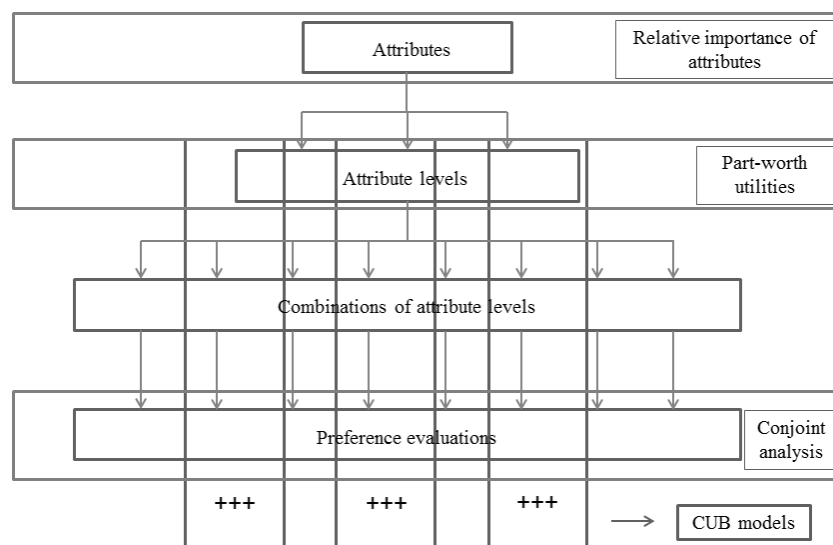 Attributes
Relative importance of
attributes
Attribute levels
Part-worth
utilities
Combinations of attribute levels
Preference evaluations
Conjoint
analysis
+++ +++ +++
CUB models